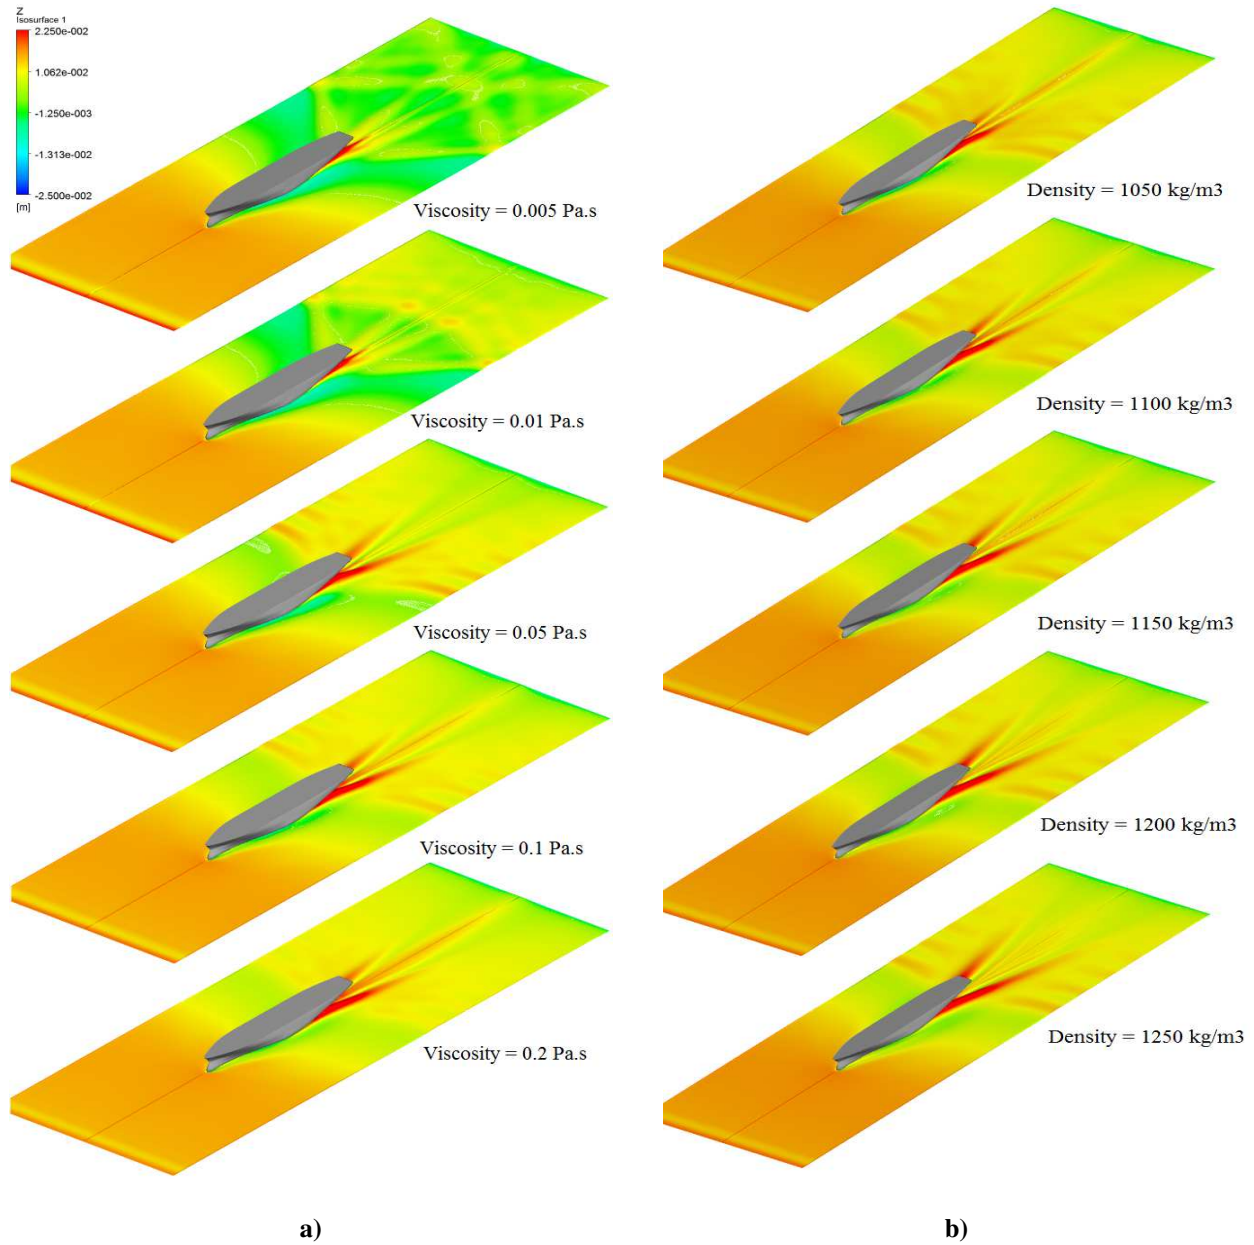 Z
Isosurface 1
2.250e-002
1.062e-002
-1.250e-003
-1.313e-002
-2.500e-002
[m]
Viscosity = 0.005 Pa.s
Viscosity = 0.01 Pa.s
Viscosity = 0.05 Pa.s
Viscosity = 0.1 Pa.s
Viscosity = 0.2 Pa.s
a)
Density = 1050 kg/m3
Density = 1100 kg/m3
Density = 1150 kg/m3
Density = 1200 kg/m3
Density = 1250 kg/m3
b)